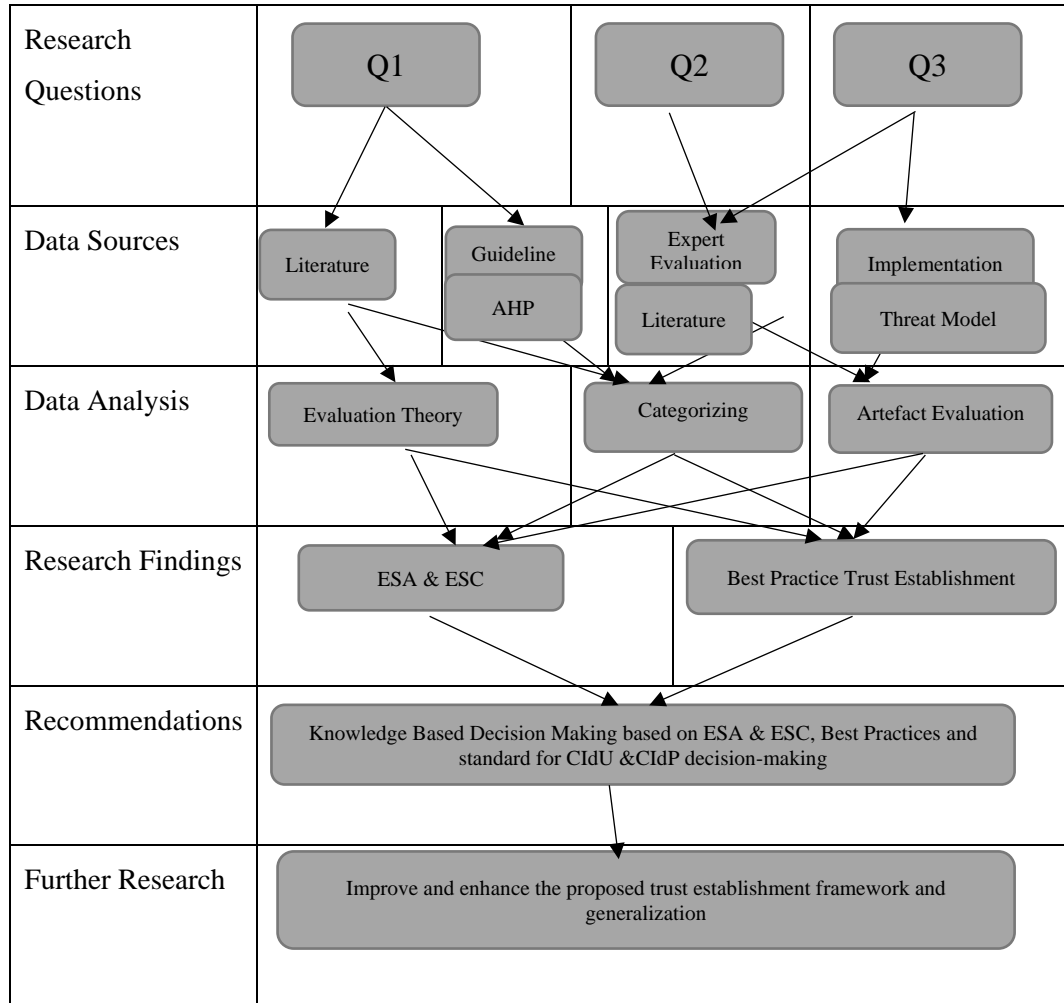 Research
Questions
Q1
Q2
Q3
Data Sources
Literature
Guideline
AHP
Expert
Evaluation
Literature
Implementation
Threat Model
Data Analysis
Evaluation Theory
Categorizing
Artefact Evaluation
Research Findings
ESA & ESC
Best Practice Trust Establishment
Recommendations
Knowledge Based Decision Making based on ESA & ESC, Best Practices and
standard for CIdU &CIdP decision-making
Further Research
Improve and enhance the proposed trust establishment framework and
generalization